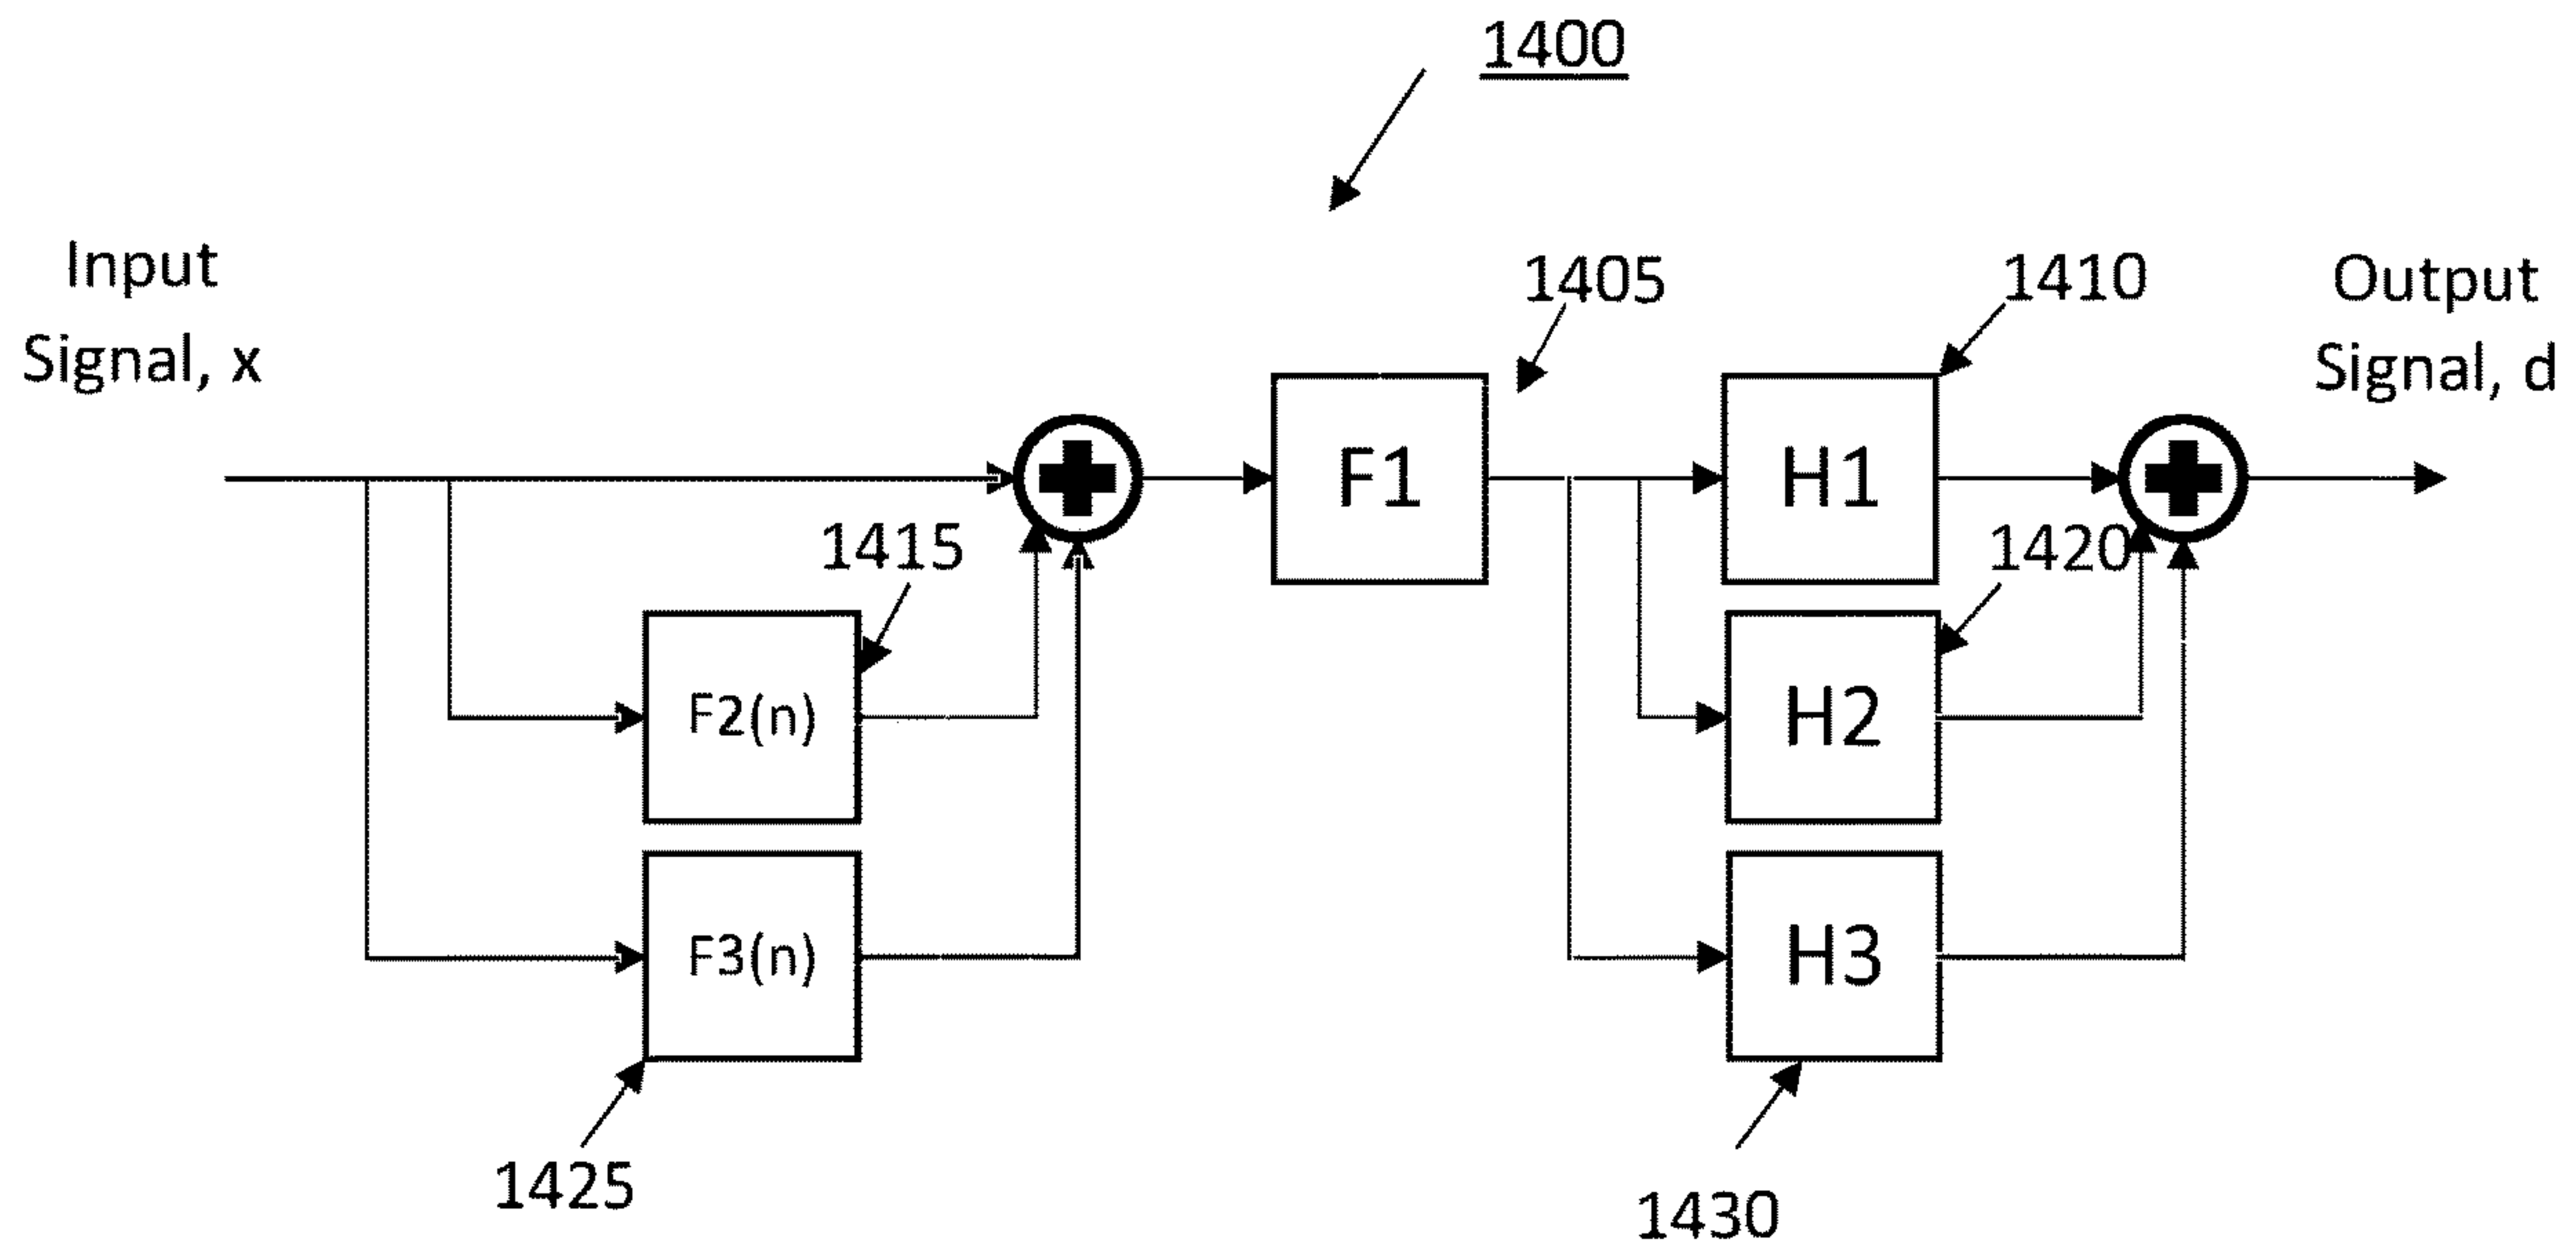 1400
Input
Signal, x
1405
1410
Output
Signal, d
F1
H1
1415
1420
F2(n)
H2
F3(n)
H3
1425
1430